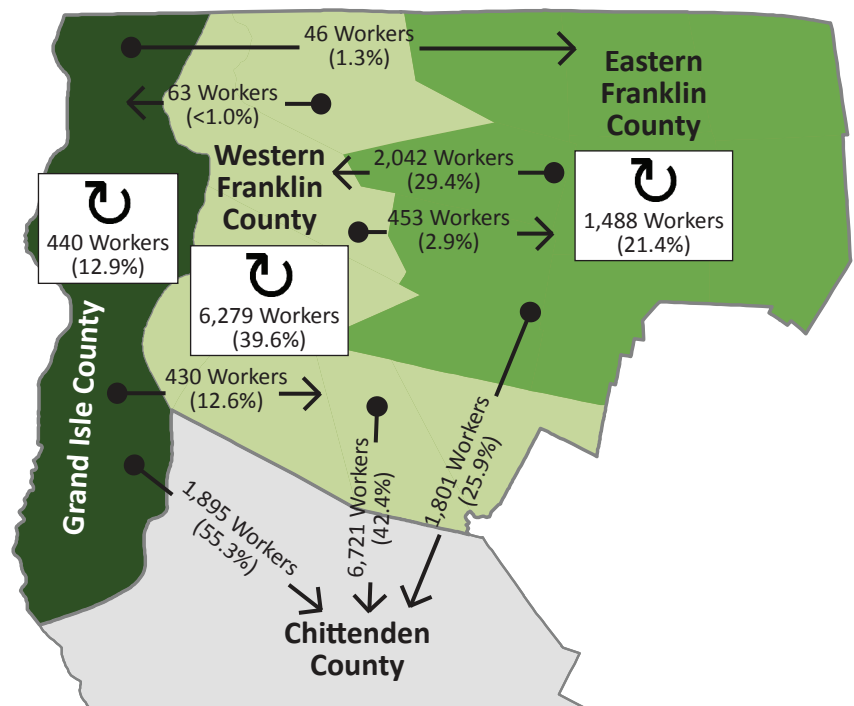 46 Workers
(1.3%)
Eastern
Franklin
County
63 Workers
(<1.0%)
Western
Franklin
County
2,042 Workers
(29.4%)
453 Workers
(2.9%)
1,488 Workers
(21.4%)
440 Workers
(12.9%)
6,279 Workers
(39.6%)
Grand Isle County
430 Workers
(12.6%)
1,895 Workers
(55.3%)
6,721 Workers
(42.4%)
1,801 Workers
(25.9%)
Chittenden
County